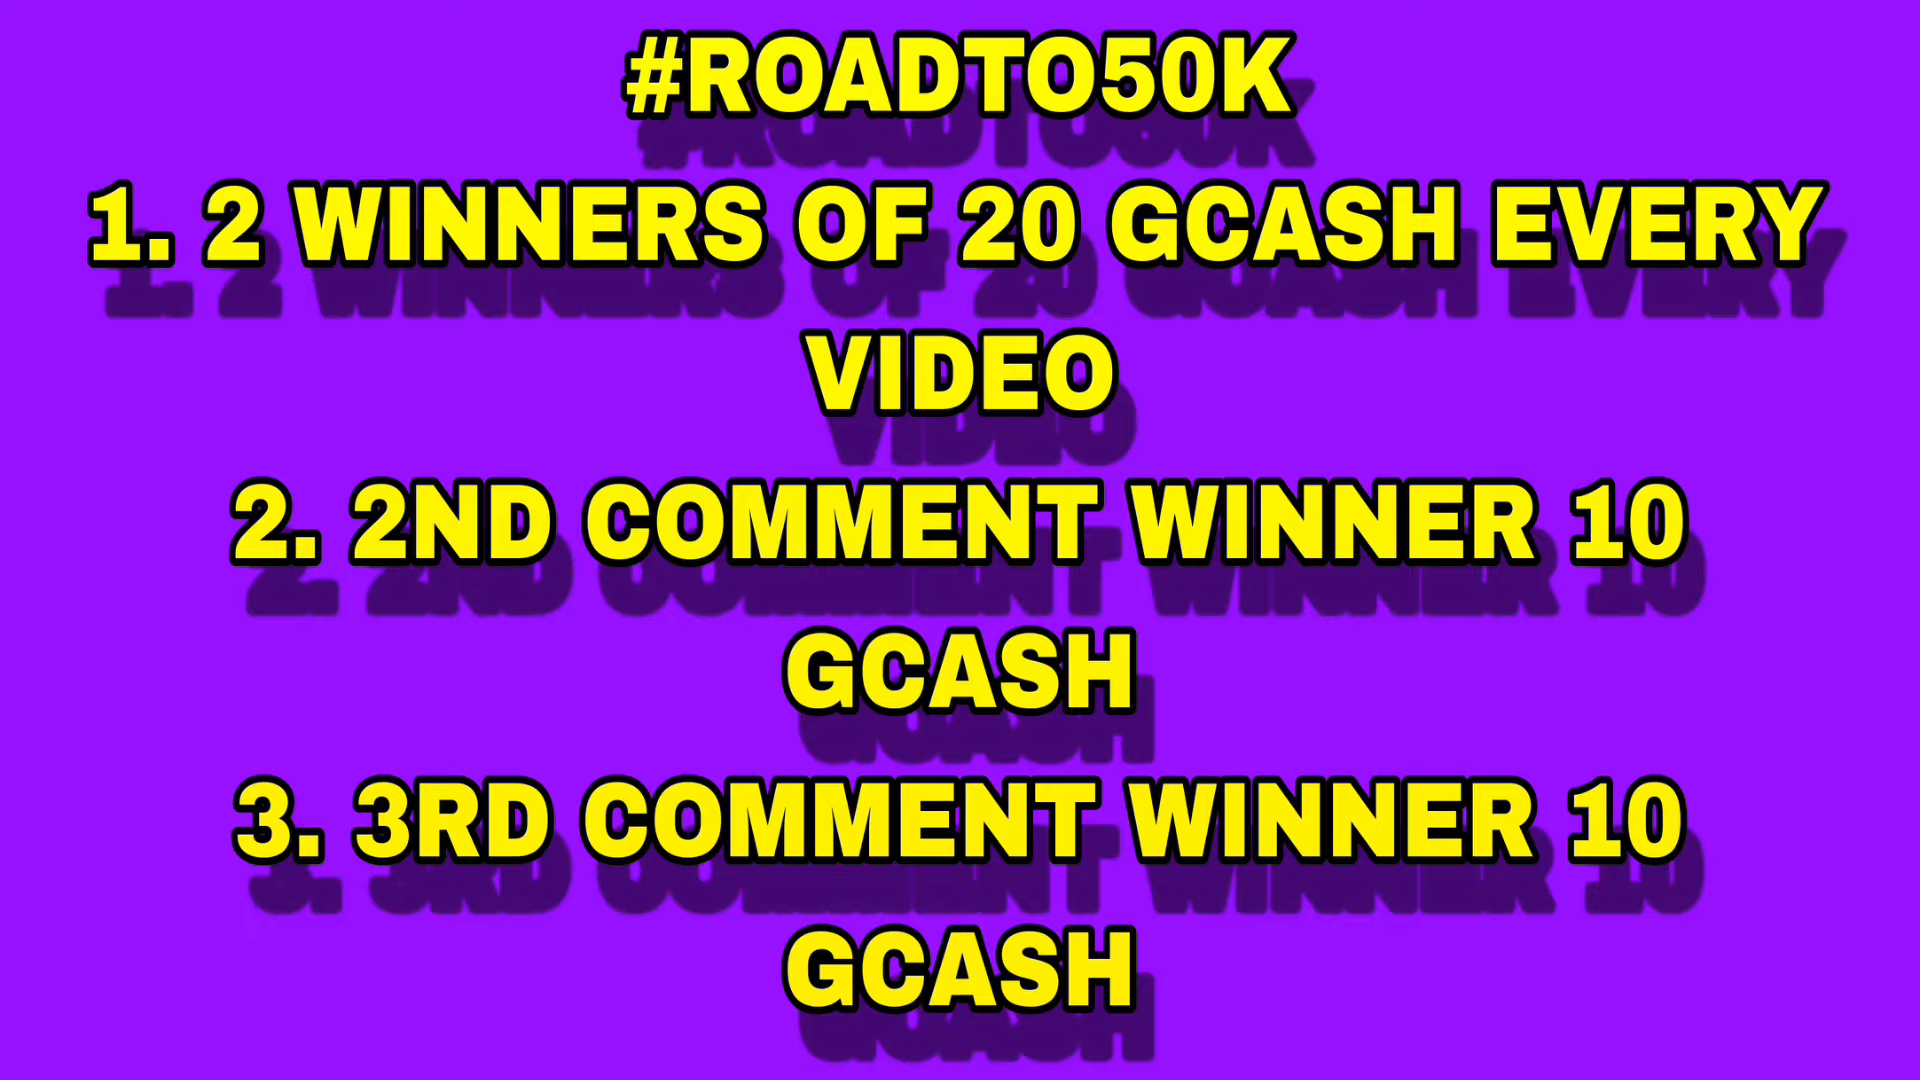 #ROADTO50K
1. 2 WINNERS OF 20 GCASH EVERY
VIDEO
2. 2ND COMMENT WINNER 10
GCASH
3. 3RD COMMENT WINNER 10
GCASH